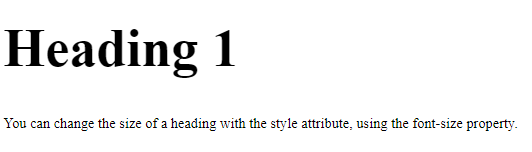 Heading 1
You can change the size of a heading with the style attribute, using the font-size property.